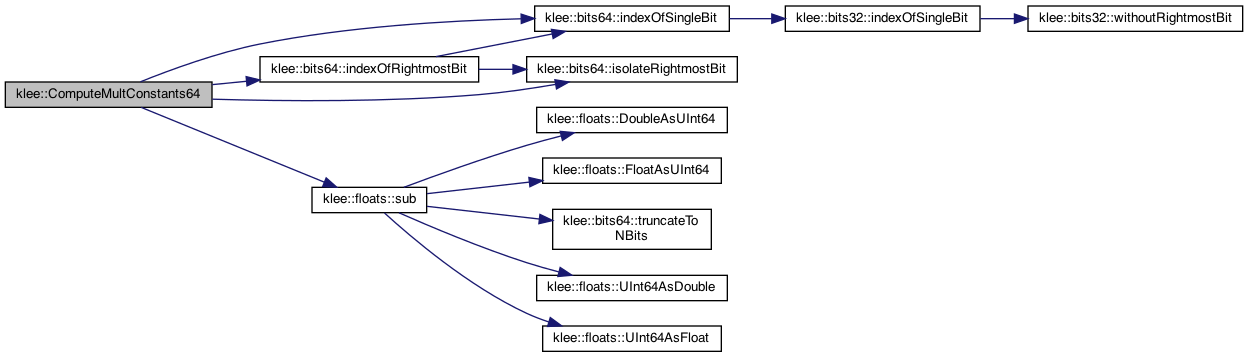 klee::ComputeMultConstants64
klee::bits64::indexOfSingleBit
klee::bits32::indexOfSingleBit
klee::bits32::withoutRightmostBit
klee::bits64::indexOfRightmostBit
klee::bits64::isolateRightmostBit
klee::floats::sub
klee::floats::DoubleAsUInt64
klee::floats::FloatAsUInt64
klee::bits64::truncateTo
NBits
klee::floats::UInt64AsDouble
klee::floats::UInt64AsFloat